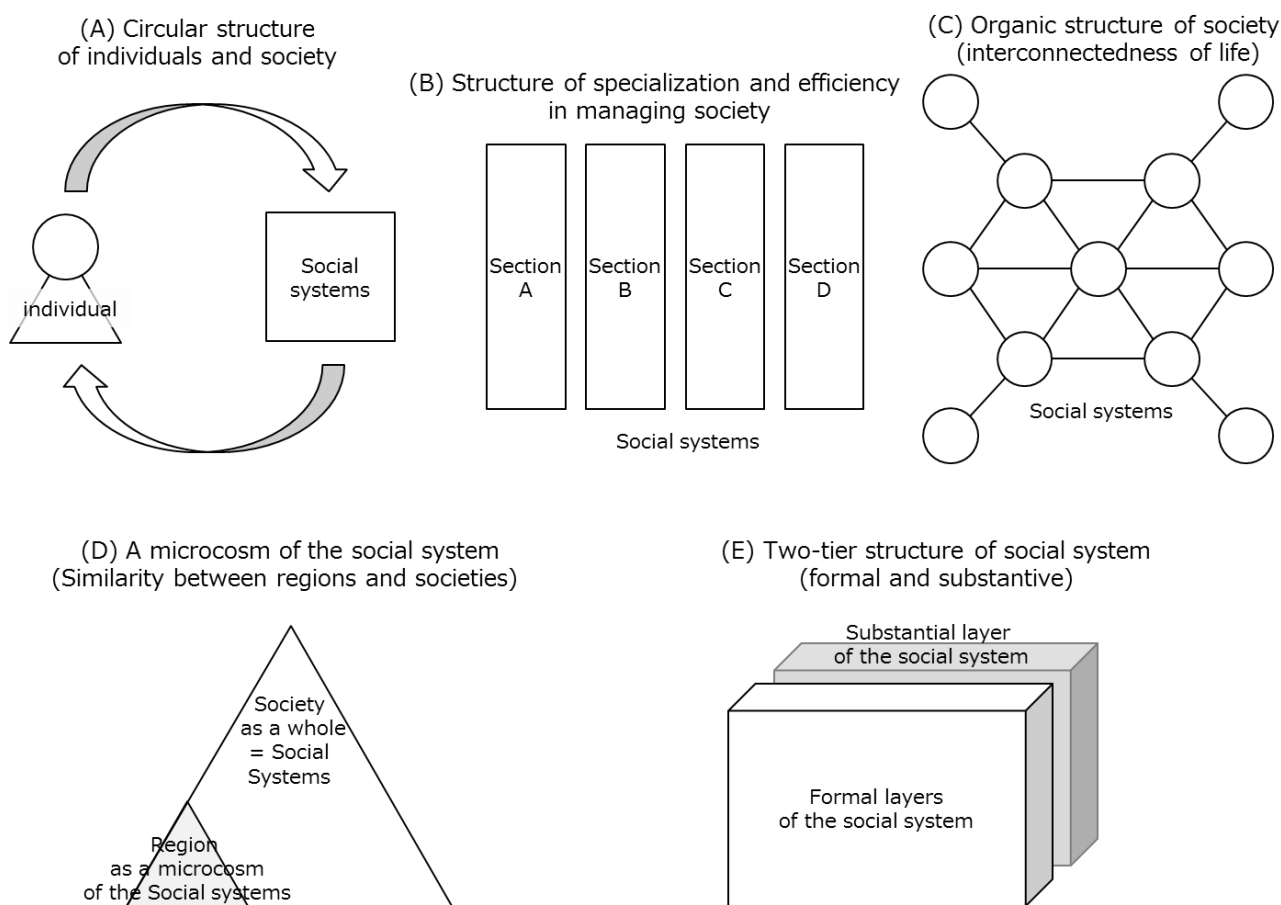 (A) Circular structure
of individuals and society
individual
Social
systems
(B) Structure of specialization and efficiency
in managing society
Section
A
Section
B
Section
C
Section
D
Social systems
(C) Organic structure of society
(interconnectedness of life)
Social systems
(D) A microcosm of the social system
(Similarity between regions and societies)
Society
as a whole
= Social
Systems
Region
as a microcosm
of the Social systems
(E) Two-tier structure of social system
(formal and substantive)
Substantial layer
of the social system
Formal layers
of the social system